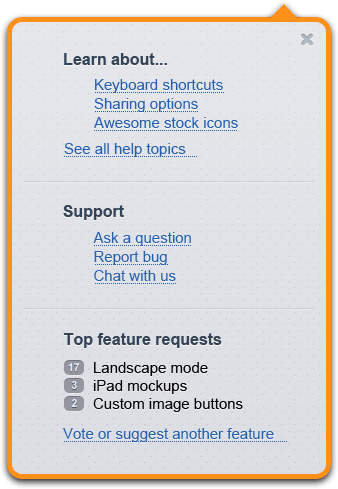 Learn about...
Keyboard shortcuts
Sharing options
Awesome stock icons
See all help topics
Support
Ask a question
Report bug
Chat with us
Top feature requests
17 Landscape mode
3 iPad mockups
2 Custom image buttons
Vote or suggest another feature